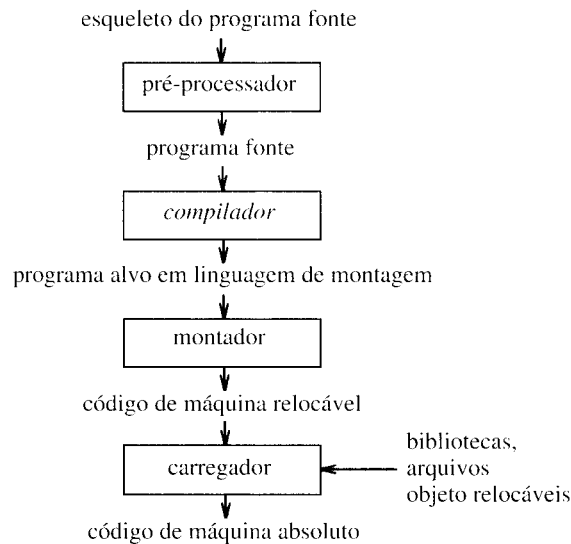 esqueleto do programa fonte
pré-processador
programa fonte
compilador
programa alvo em linguagem de montagem
montador
código de máquina relocável
carregador
bibliotecas,
arquivos
objeto relocáveis
código de máquina absoluto